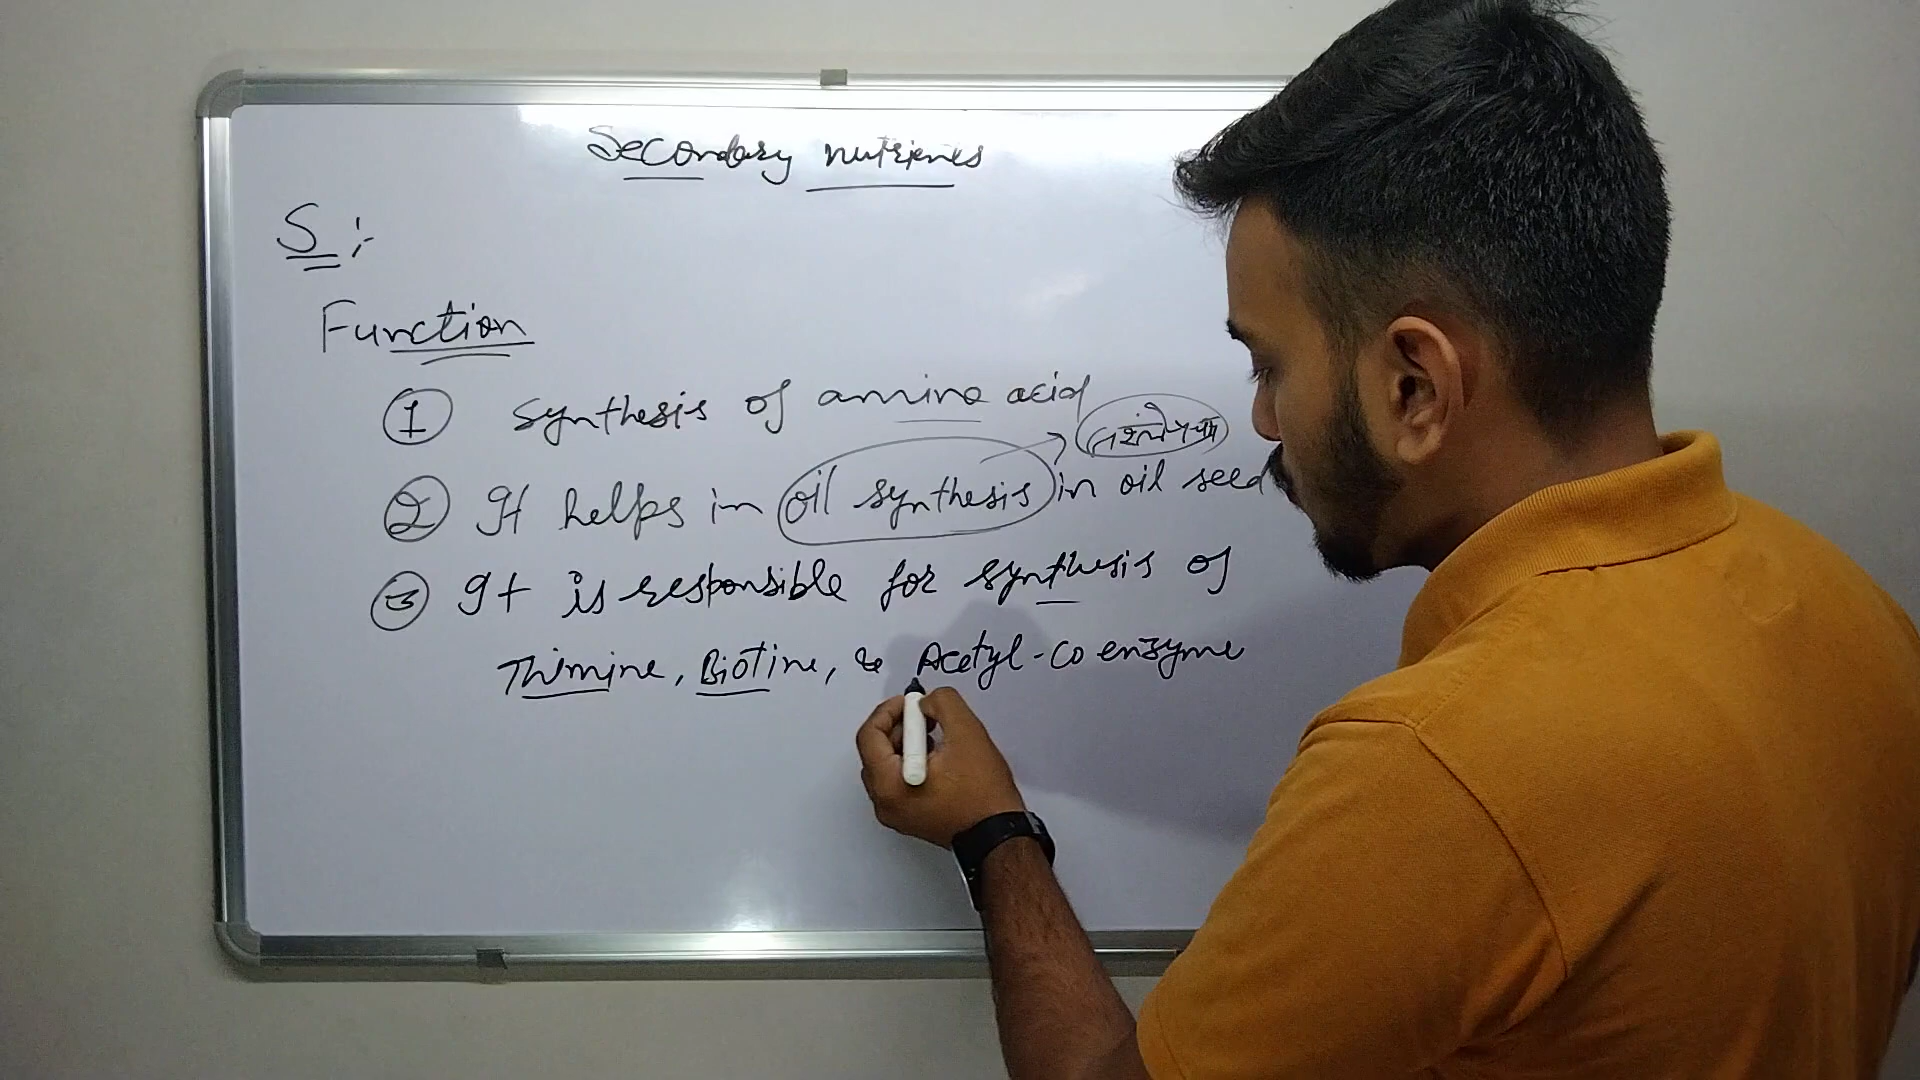 Secondary nutrients
S :-
Function
① Synthesis of amino acid
② It helps in oil synthesis in oil seed
③ It is responsible for synthesis of
Thimine, Biotine, & Acetyl-Co enzyme